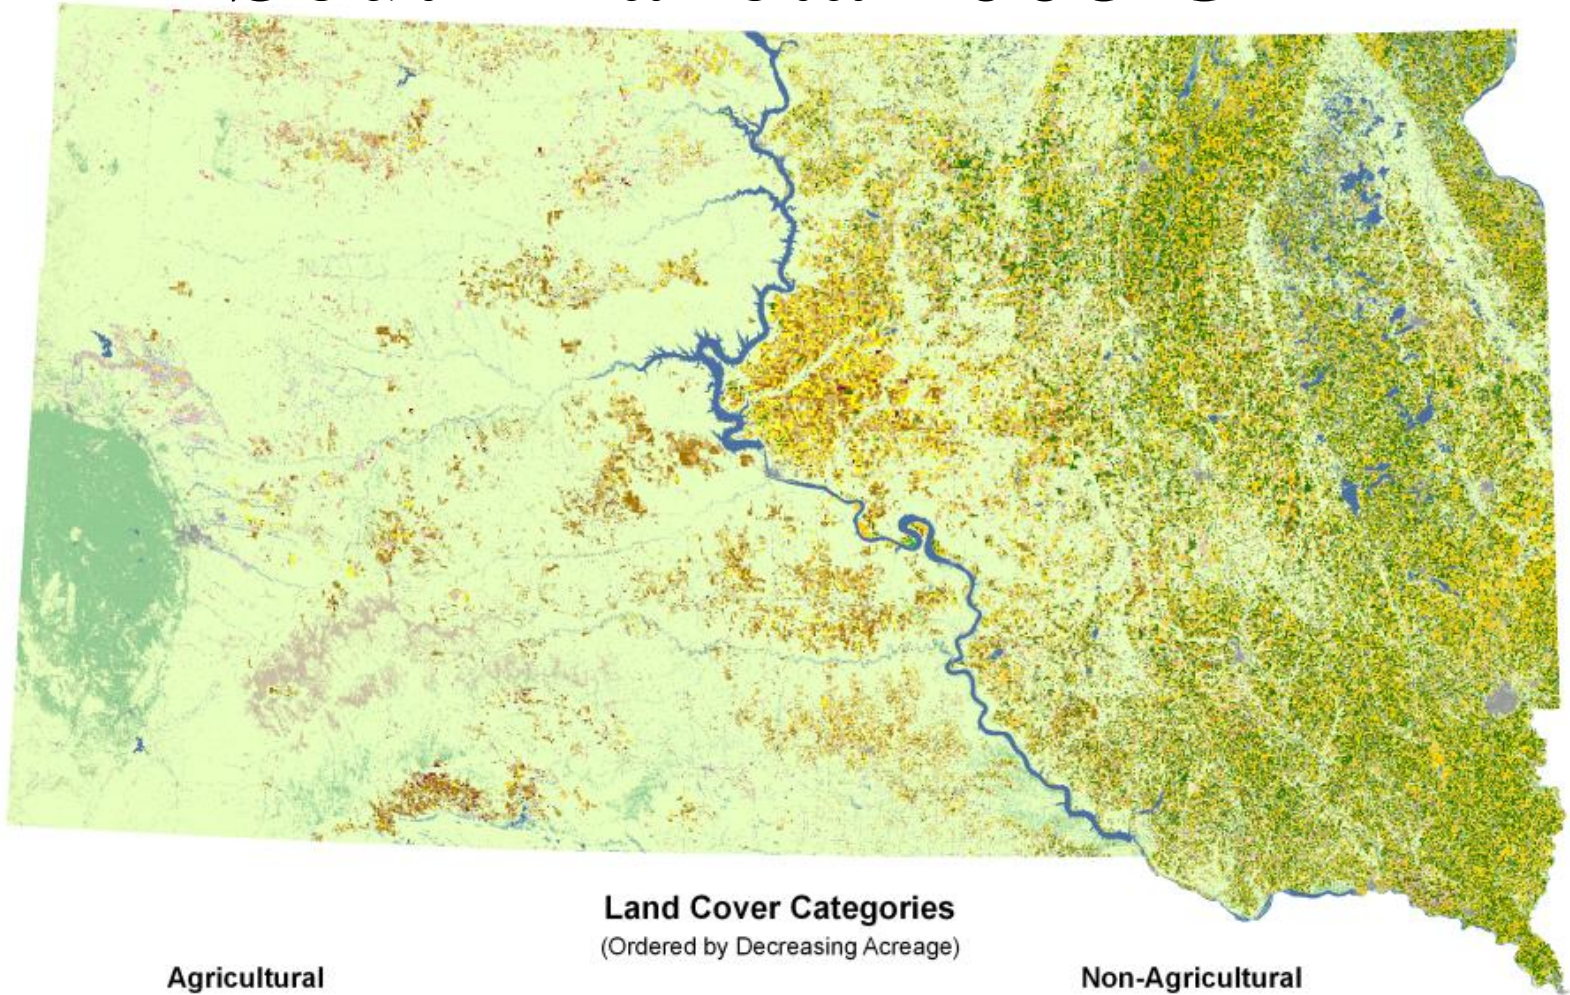 Land Cover Categories
(Ordered by Decreasing Acreage)
Agricultural
Non-Agricultural